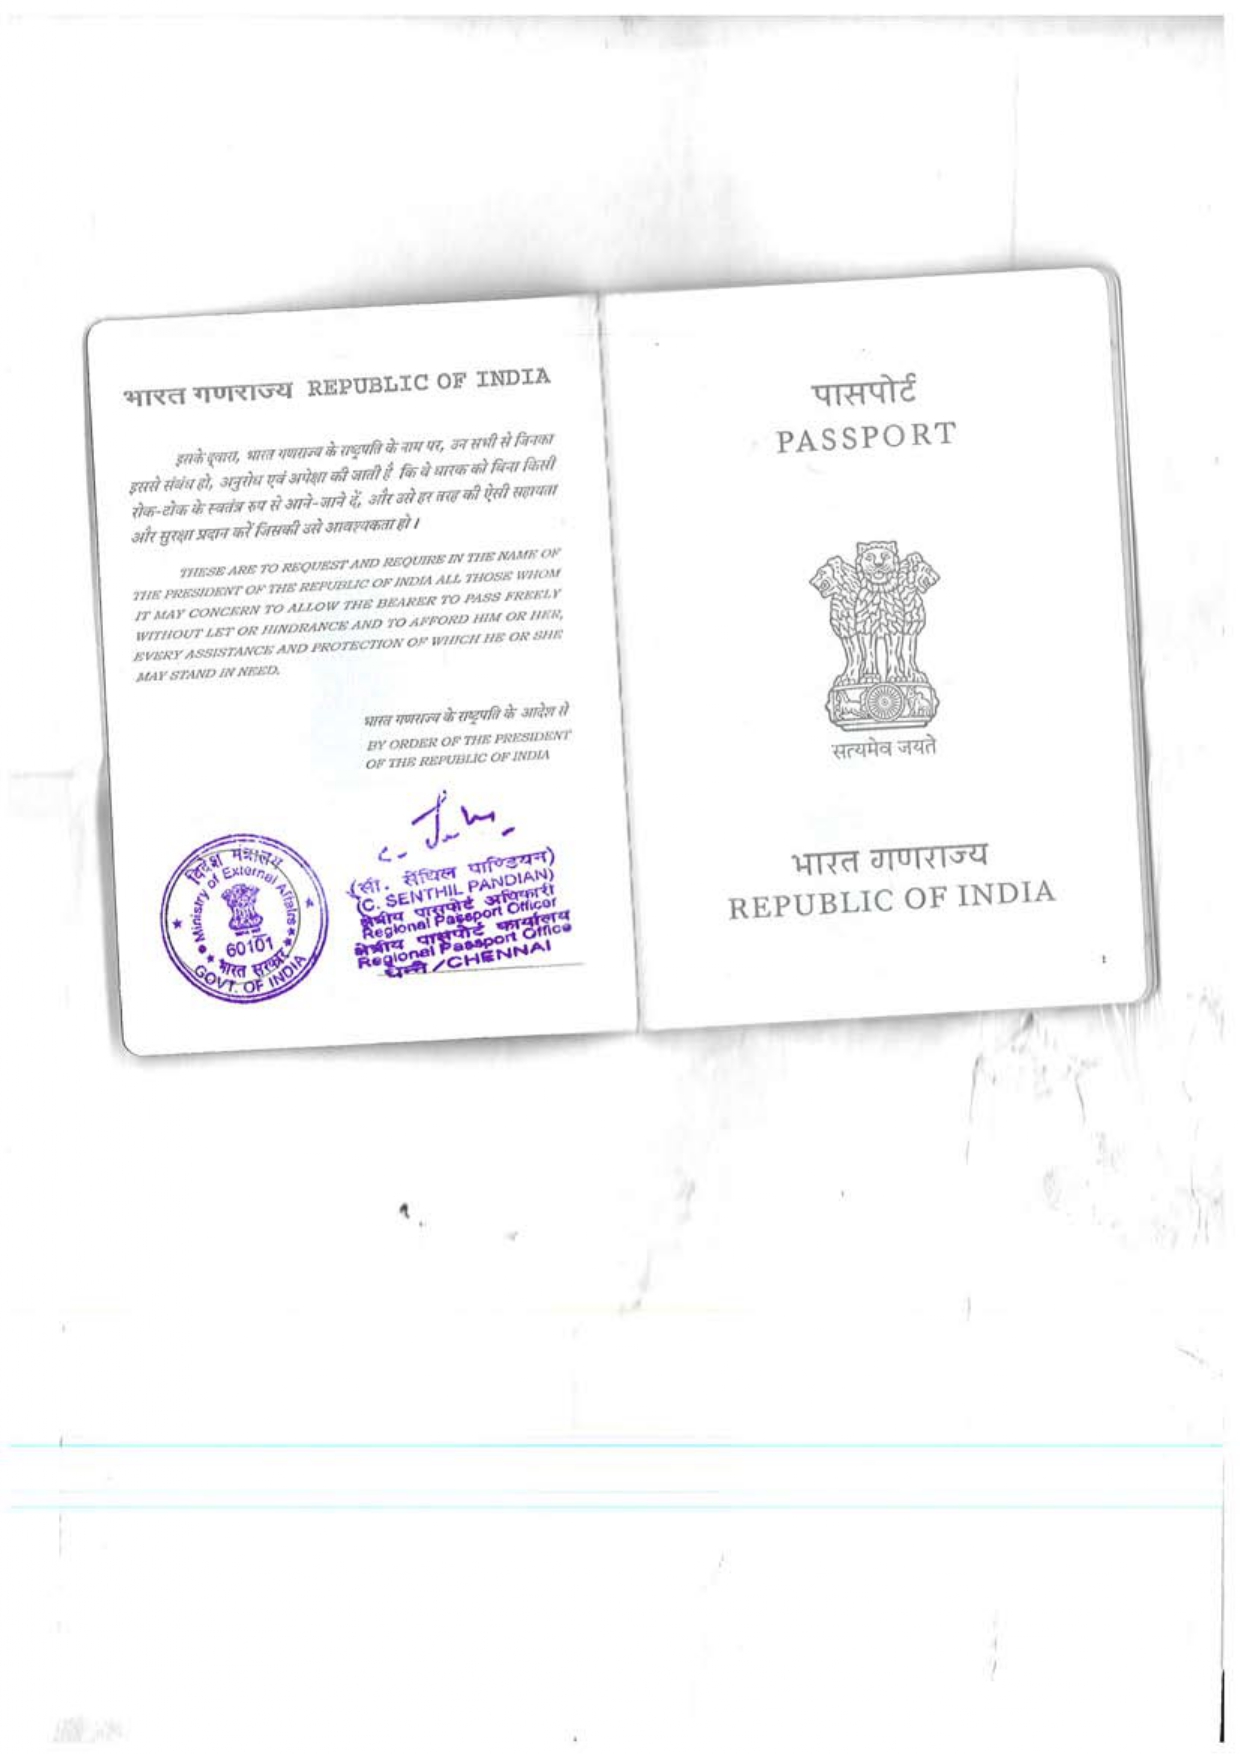 भारत गणराज्य REPUBLIC OF INDIA
इसके द्वारा, भारत गणराज्य के राष्ट्रपति के नाम पर, उन सभी से जिनका
इससे संबंध हो, अनुरोध एवं अपेक्षा की जाती है कि वे धारक को बिना किसी
रोक-टोक के स्वतंत्र रुप से आने-जाने दें, और उसे हर तरह की ऐसी सहायता
और सुरक्षा प्रदान करें जिसकी उसे आवश्यकता हो।
THESE ARE TO REQUEST AND REQUIRE IN THE NAME OF
THE PRESIDENT OF THE REPUBLIC OF INDIA ALL THOSE WHOM
IT MAY CONCERN TO ALLOW THE BEARER TO PASS FREELY
WITHOUT LET OR HINDRANCE AND TO AFFORD HIM OR HER,
EVERY ASSISTANCE AND PROTECTION OF WHICH HE OR SHE
MAY STAND IN NEED.
भारत गणराज्य के राष्ट्रपति के आदेश से
BY ORDER OF THE PRESIDENT
OF THE REPUBLIC OF INDIA
विदेश मंत्रालय
Ministry of External Affairs
60101
भारत सरकार
GOVT. OF INDIA
(सी. सेंथिल पाण्डियन)
(C. SENTHIL PANDIAN)
क्षेत्रीय पासपोर्ट अधिकारी
Regional Passport Officer
क्षेत्रीय पासपोर्ट कार्यालय
Regional Passport Office
चेन्नै/CHENNAI
पासपोर्ट
PASSPORT
सत्यमेव जयते
भारत गणराज्य
REPUBLIC OF INDIA
1